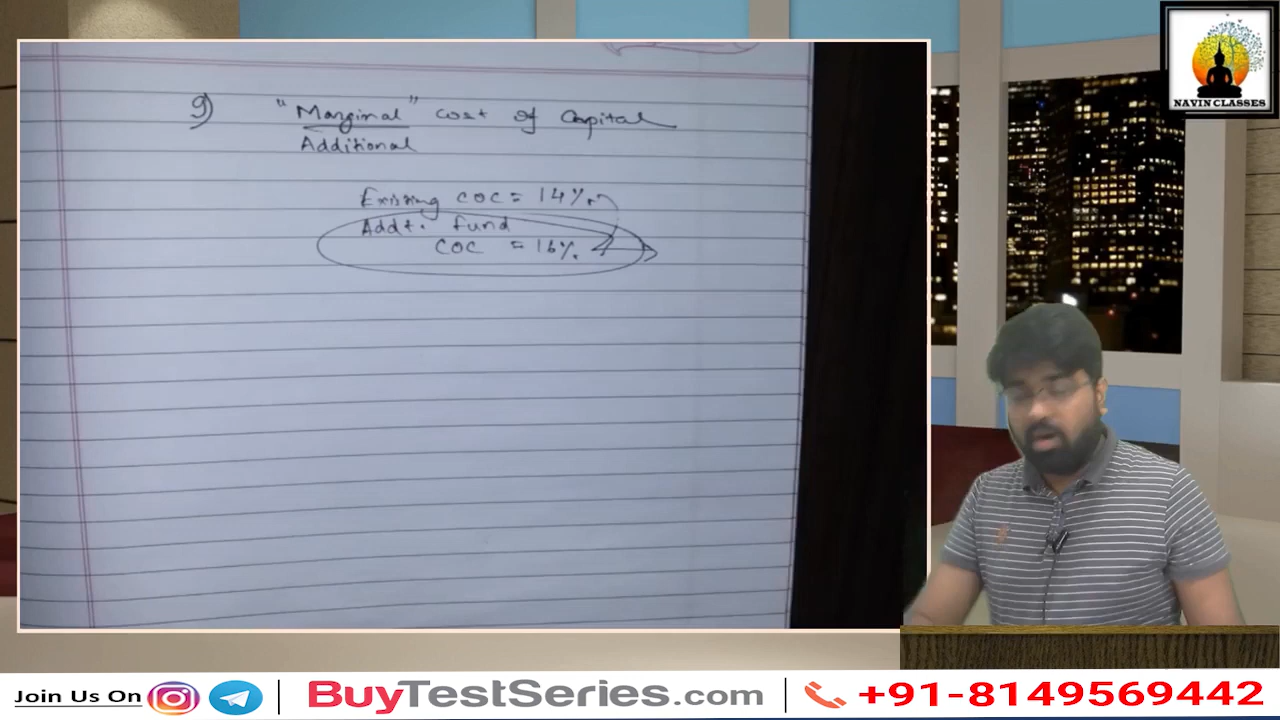 NAVIN CLASSES
9) "Marginal" cost of Capital
Additional
Existing COC = 14%
Addt. fund
COC = 16%
Join Us On BuyTestSeries.com +91-8149569442